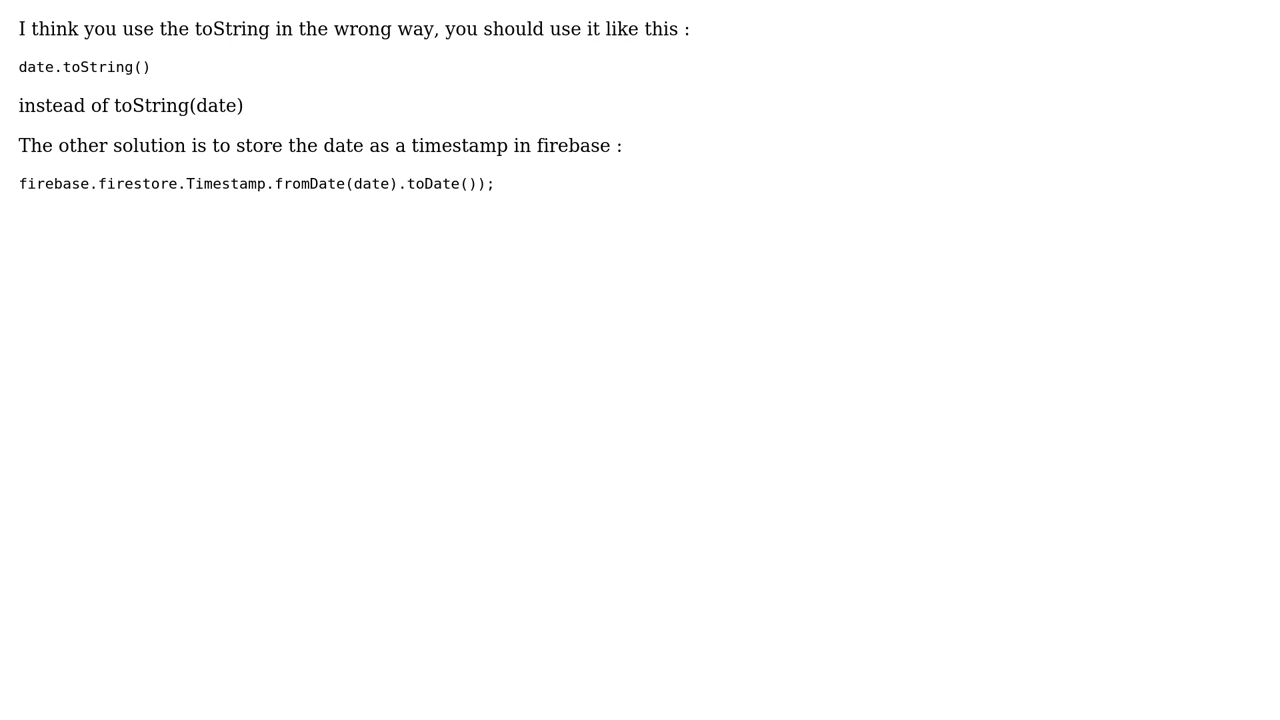 I think you use the toString in the wrong way, you should use it like this :
date.toString()
instead of toString(date)
The other solution is to store the date as a timestamp in firebase :
firebase.firestore.Timestamp.fromDate(date).toDate());